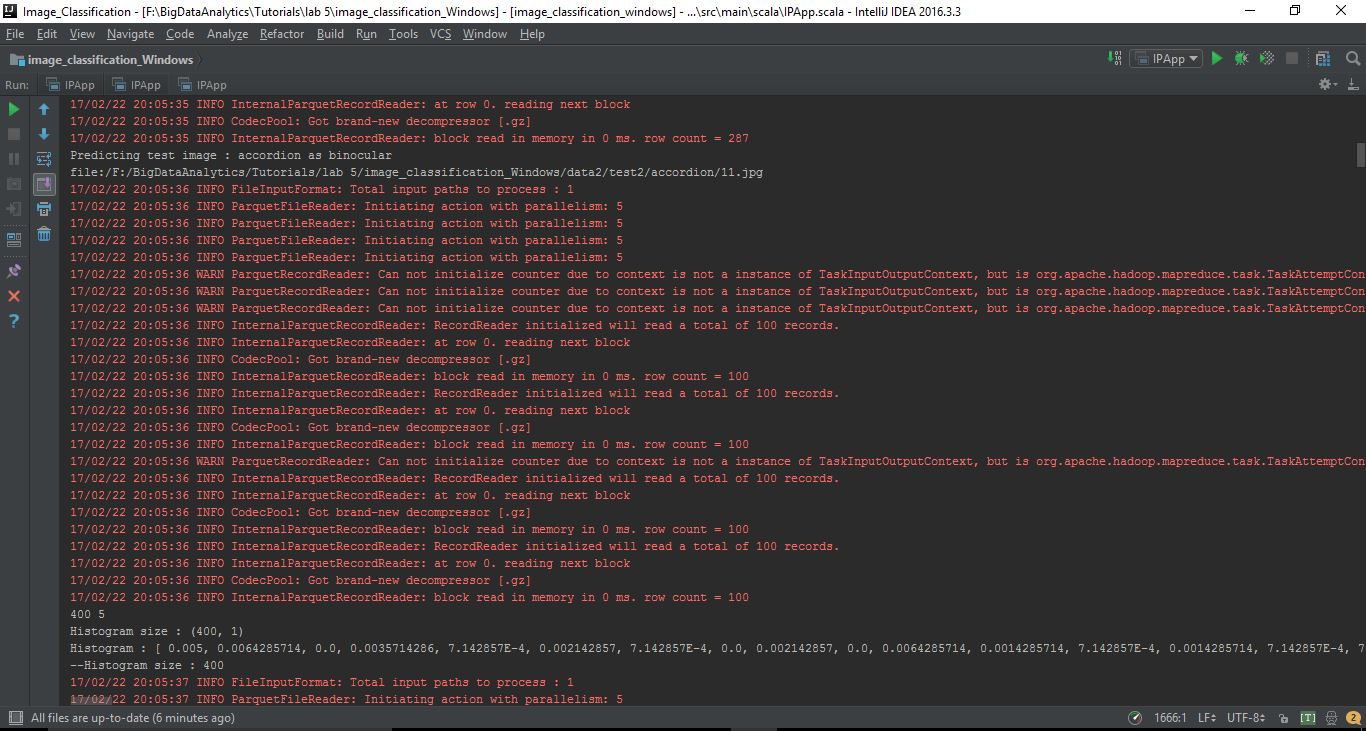 Image_Classification - [F:\BigDataAnalytics\Tutorials\lab 5\image_classification_Windows] - [image_classification_windows] - ...\src\main\scala\IPApp.scala - IntelliJ IDEA 2016.3.3
File Edit View Navigate Code Analyze Refactor Build Run Tools VCS Window Help
image_classification_Windows IPApp
Run: IPApp IPApp IPApp
17/02/22 20:05:35 INFO InternalParquetRecordReader: at row 0. reading next block
17/02/22 20:05:35 INFO CodecPool: Got brand-new decompressor [.gz]
17/02/22 20:05:35 INFO InternalParquetRecordReader: block read in memory in 0 ms. row count = 287
Predicting test image : accordion as binocular
file:/F:/BigDataAnalytics/Tutorials/lab 5/image_classification_Windows/data2/test2/accordion/11.jpg
17/02/22 20:05:36 INFO FileInputFormat: Total input paths to process : 1
17/02/22 20:05:36 INFO ParquetFileReader: Initiating action with parallelism: 5
17/02/22 20:05:36 INFO ParquetFileReader: Initiating action with parallelism: 5
17/02/22 20:05:36 INFO ParquetFileReader: Initiating action with parallelism: 5
17/02/22 20:05:36 INFO ParquetFileReader: Initiating action with parallelism: 5
17/02/22 20:05:36 WARN ParquetRecordReader: Can not initialize counter due to context is not a instance of TaskInputOutputContext, but is org.apache.hadoop.mapreduce.task.TaskAttemptCon
17/02/22 20:05:36 WARN ParquetRecordReader: Can not initialize counter due to context is not a instance of TaskInputOutputContext, but is org.apache.hadoop.mapreduce.task.TaskAttemptCon
17/02/22 20:05:36 WARN ParquetRecordReader: Can not initialize counter due to context is not a instance of TaskInputOutputContext, but is org.apache.hadoop.mapreduce.task.TaskAttemptCon
17/02/22 20:05:36 INFO InternalParquetRecordReader: RecordReader initialized will read a total of 100 records.
17/02/22 20:05:36 INFO InternalParquetRecordReader: at row 0. reading next block
17/02/22 20:05:36 INFO CodecPool: Got brand-new decompressor [.gz]
17/02/22 20:05:36 INFO InternalParquetRecordReader: block read in memory in 0 ms. row count = 100
17/02/22 20:05:36 INFO InternalParquetRecordReader: RecordReader initialized will read a total of 100 records.
17/02/22 20:05:36 INFO InternalParquetRecordReader: at row 0. reading next block
17/02/22 20:05:36 INFO CodecPool: Got brand-new decompressor [.gz]
17/02/22 20:05:36 INFO InternalParquetRecordReader: block read in memory in 0 ms. row count = 100
17/02/22 20:05:36 WARN ParquetRecordReader: Can not initialize counter due to context is not a instance of TaskInputOutputContext, but is org.apache.hadoop.mapreduce.task.TaskAttemptCon
17/02/22 20:05:36 INFO InternalParquetRecordReader: RecordReader initialized will read a total of 100 records.
17/02/22 20:05:36 INFO InternalParquetRecordReader: at row 0. reading next block
17/02/22 20:05:36 INFO CodecPool: Got brand-new decompressor [.gz]
17/02/22 20:05:36 INFO InternalParquetRecordReader: block read in memory in 0 ms. row count = 100
17/02/22 20:05:36 INFO InternalParquetRecordReader: RecordReader initialized will read a total of 100 records.
17/02/22 20:05:36 INFO InternalParquetRecordReader: at row 0. reading next block
17/02/22 20:05:36 INFO CodecPool: Got brand-new decompressor [.gz]
17/02/22 20:05:36 INFO InternalParquetRecordReader: block read in memory in 0 ms. row count = 100
400 5
Histogram size : (400, 1)
Histogram : [ 0.005, 0.0064285714, 0.0, 0.0035714286, 7.142857E-4, 0.002142857, 7.142857E-4, 0.0, 0.002142857, 0.0, 0.0064285714, 0.0014285714, 7.142857E-4, 0.0014285714, 7.142857E-4, 7
--Histogram size : 400
17/02/22 20:05:37 INFO FileInputFormat: Total input paths to process : 1
17/02/22 20:05:37 INFO ParquetFileReader: Initiating action with parallelism: 5
All files are up-to-date (6 minutes ago) 1666:1 LF UTF-8 [T] 2